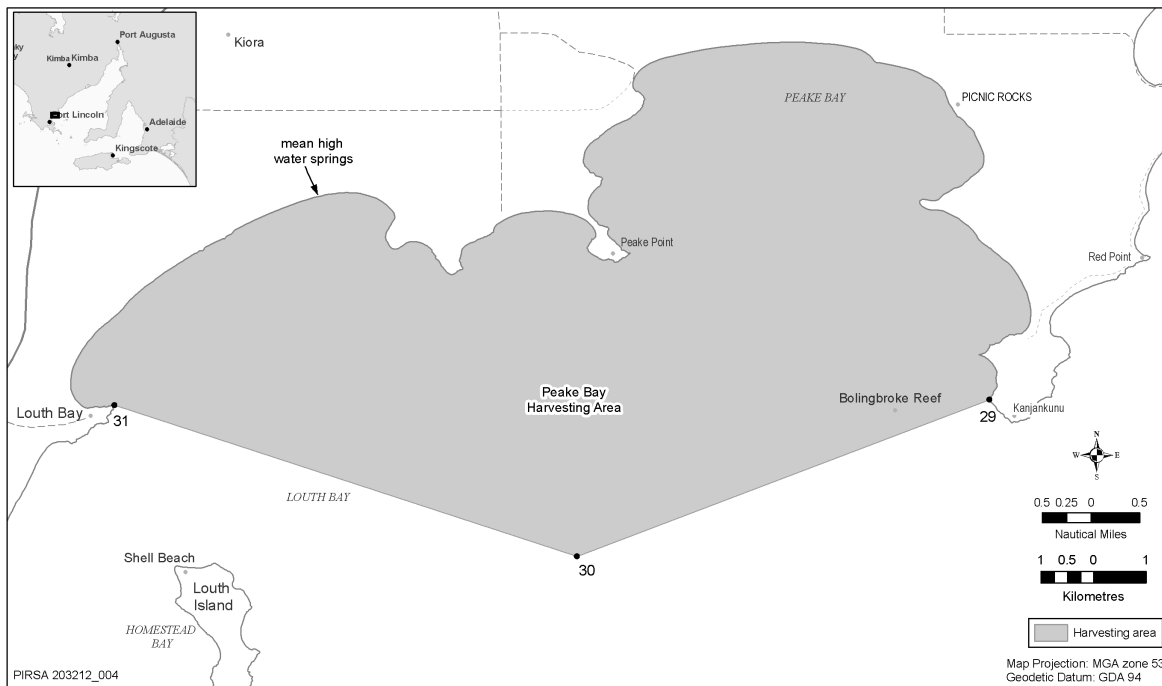 Port Augusta
Kimba Kimba
Port Lincoln
Adelaide
Kingscote
Kiora
PEAKE BAY
PICNIC ROCKS
mean high
water springs
Peake Point
Red Point
Peake Bay
Harvesting Area
Bolingbroke Reef
Louth Bay
31
29
Kanjankunu
N
W E
S
LOUTH BAY
0.5 0.25 0 0.5
Nautical Miles
30
Shell Beach
Louth
Island
1 0.5 0 1
Kilometres
HOMESTEAD
BAY
Harvesting area
PIRSA 203212_004
Map Projection: MGA zone 53
Geodetic Datum: GDA 94